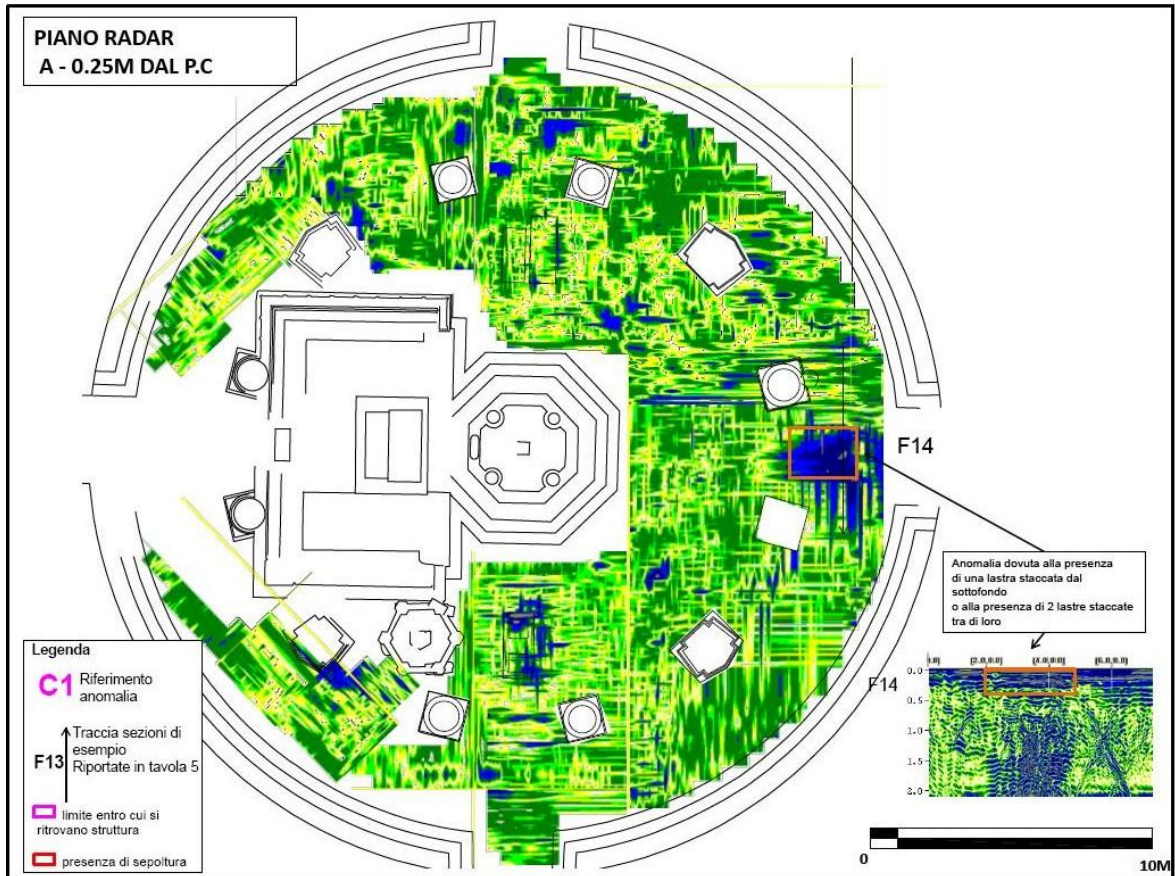 PIANO RADAR
A - 0.25M DAL P.C
F14
Anomalia dovuta alla presenza
di una lastra staccata dal
sottofondo
o alla presenza di 2 lastre staccate
tra di loro
F14
0.0
0.5
1.0
1.5
2.0
Legenda
C1 Riferimento
anomalia
Traccia sezioni di
esempio
F13 Riportate in tavola 5
limite entro cui si
ritrovano struttura
presenza di sepoltura
0
10M